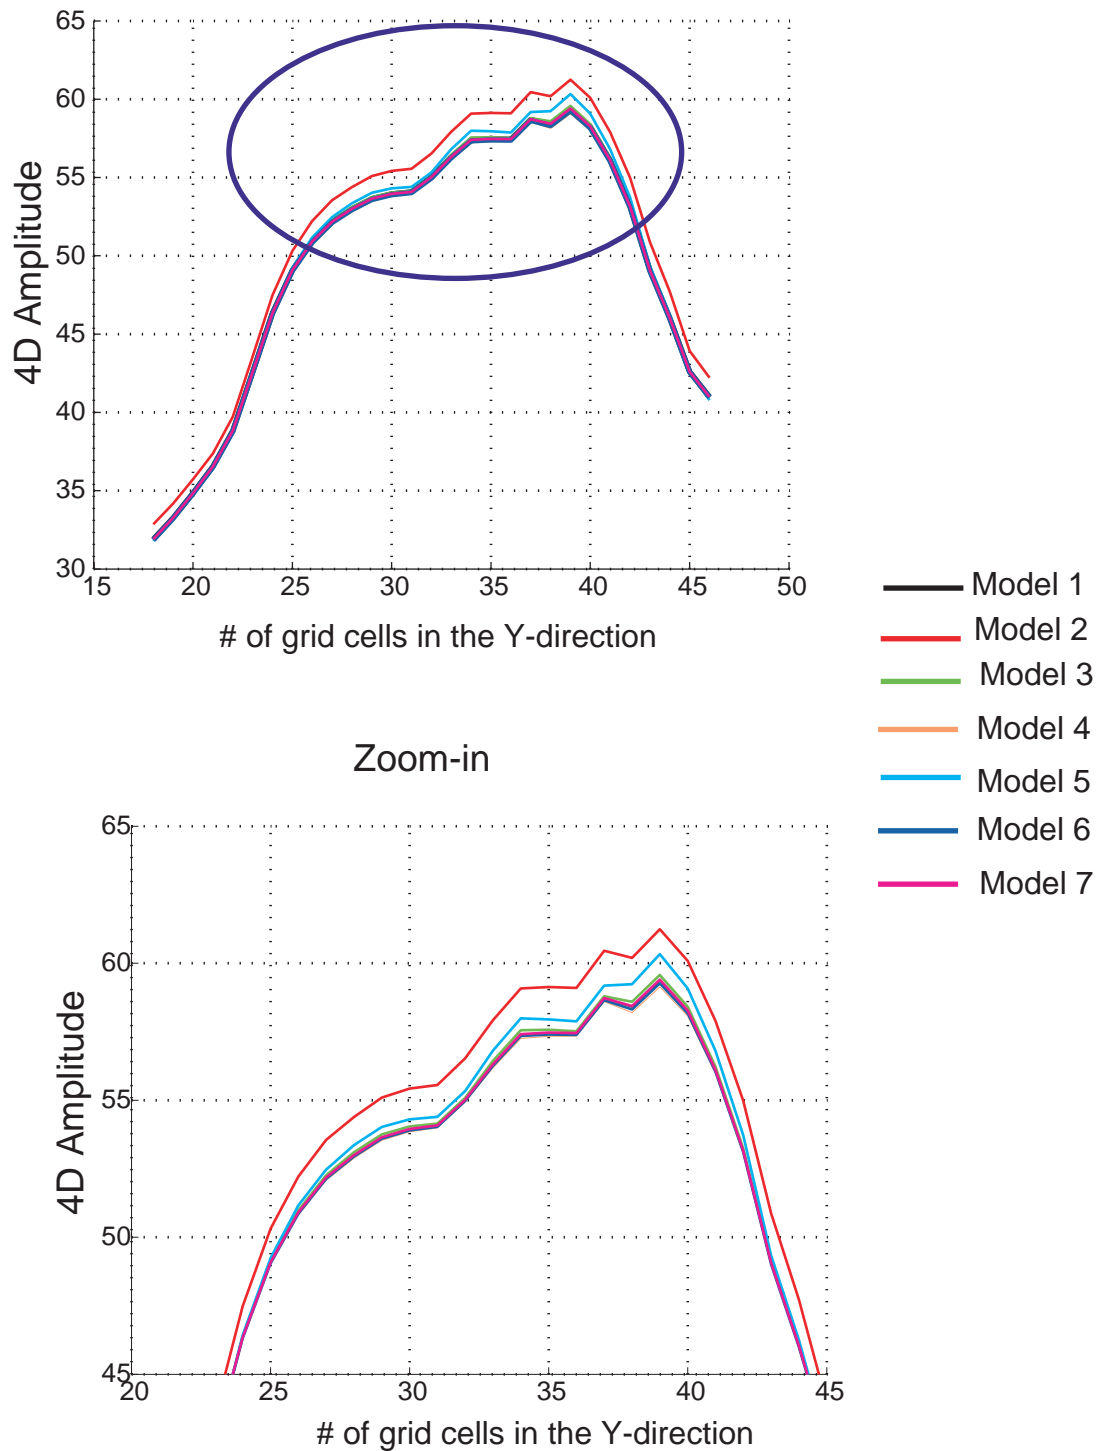 65
60
55
50
45
40
35
30
4D Amplitude
15 20 25 30 35 40 45 50
# of grid cells in the Y-direction
Model 1
Model 2
Model 3
Model 4
Model 5
Model 6
Model 7
Zoom-in
65
60
55
50
45
4D Amplitude
20 25 30 35 40 45
# of grid cells in the Y-direction